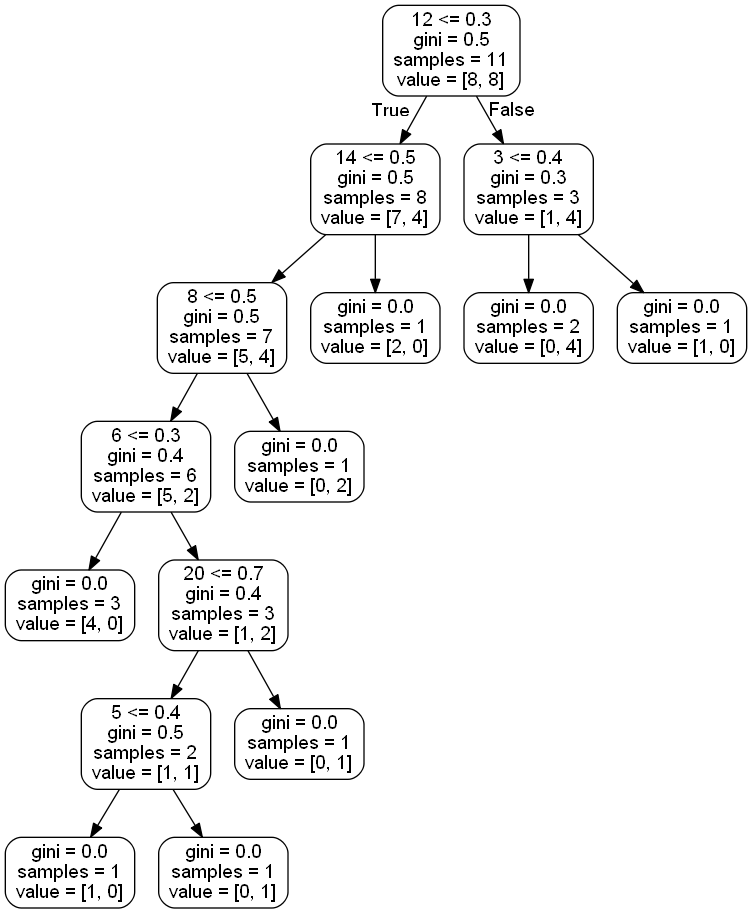 12 <= 0.3
gini = 0.5
samples = 11
value = [8, 8]
True
False
14 <= 0.5
gini = 0.5
samples = 8
value = [7, 4]
3 <= 0.4
gini = 0.3
samples = 3
value = [1, 4]
8 <= 0.5
gini = 0.5
samples = 7
value = [5, 4]
gini = 0.0
samples = 1
value = [2, 0]
gini = 0.0
samples = 2
value = [0, 4]
gini = 0.0
samples = 1
value = [1, 0]
6 <= 0.3
gini = 0.4
samples = 6
value = [5, 2]
gini = 0.0
samples = 1
value = [0, 2]
gini = 0.0
samples = 3
value = [4, 0]
20 <= 0.7
gini = 0.4
samples = 3
value = [1, 2]
5 <= 0.4
gini = 0.5
samples = 2
value = [1, 1]
gini = 0.0
samples = 1
value = [0, 1]
gini = 0.0
samples = 1
value = [1, 0]
gini = 0.0
samples = 1
value = [0, 1]